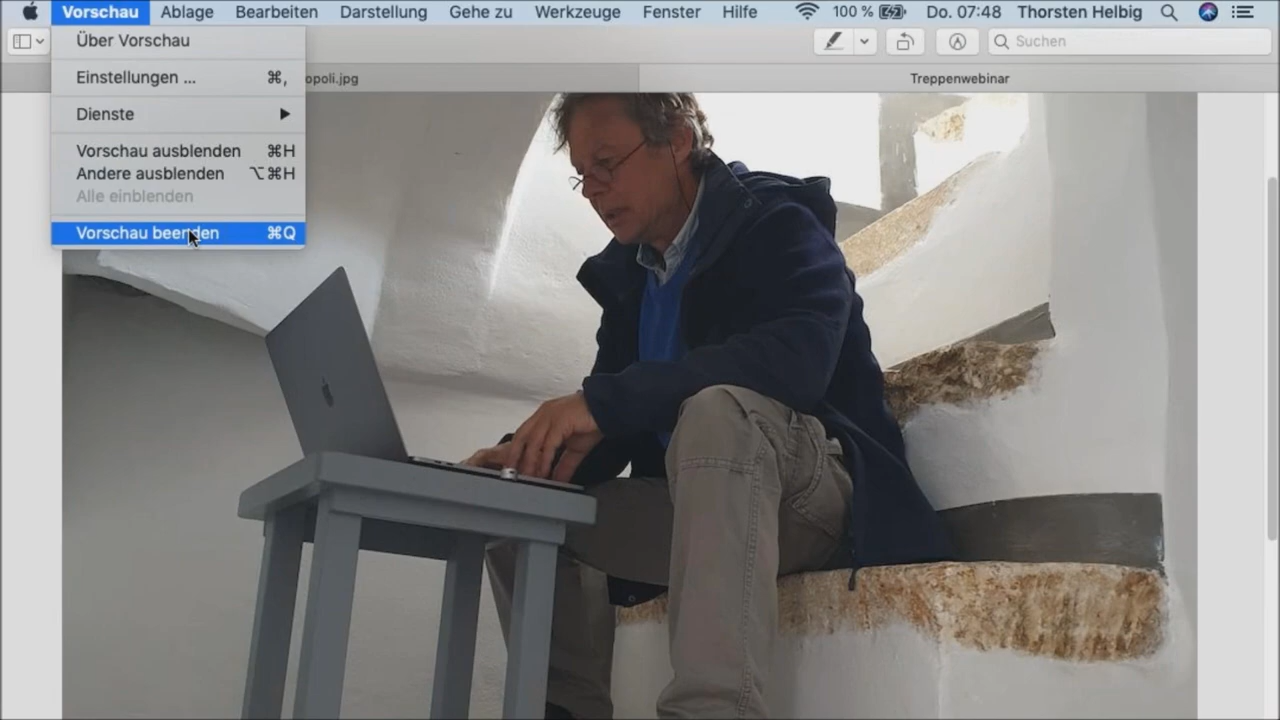 Vorschau Ablage Bearbeiten Darstellung Gehe zu Werkzeuge Fenster Hilfe 100 % Do. 07:48 Thorsten Helbig
Suchen
opoli.jpg Treppenwebinar
Über Vorschau
Einstellungen ... ⌘,
Dienste ▶
Vorschau ausblenden ⌘H
Andere ausblenden ⌥⌘H
Alle einblenden
Vorschau beenden ⌘Q